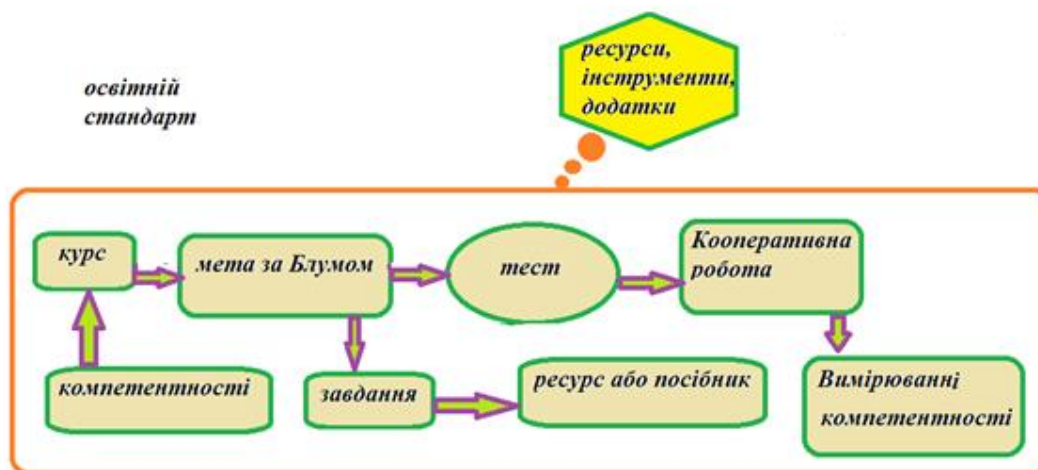 освітній
стандарт
ресурси,
інструменти,
додатки
курс
мета за Блумом
тест
Кооперативна
робота
компетентності
завдання
ресурс або посібник
Вимірюванні
компетентності